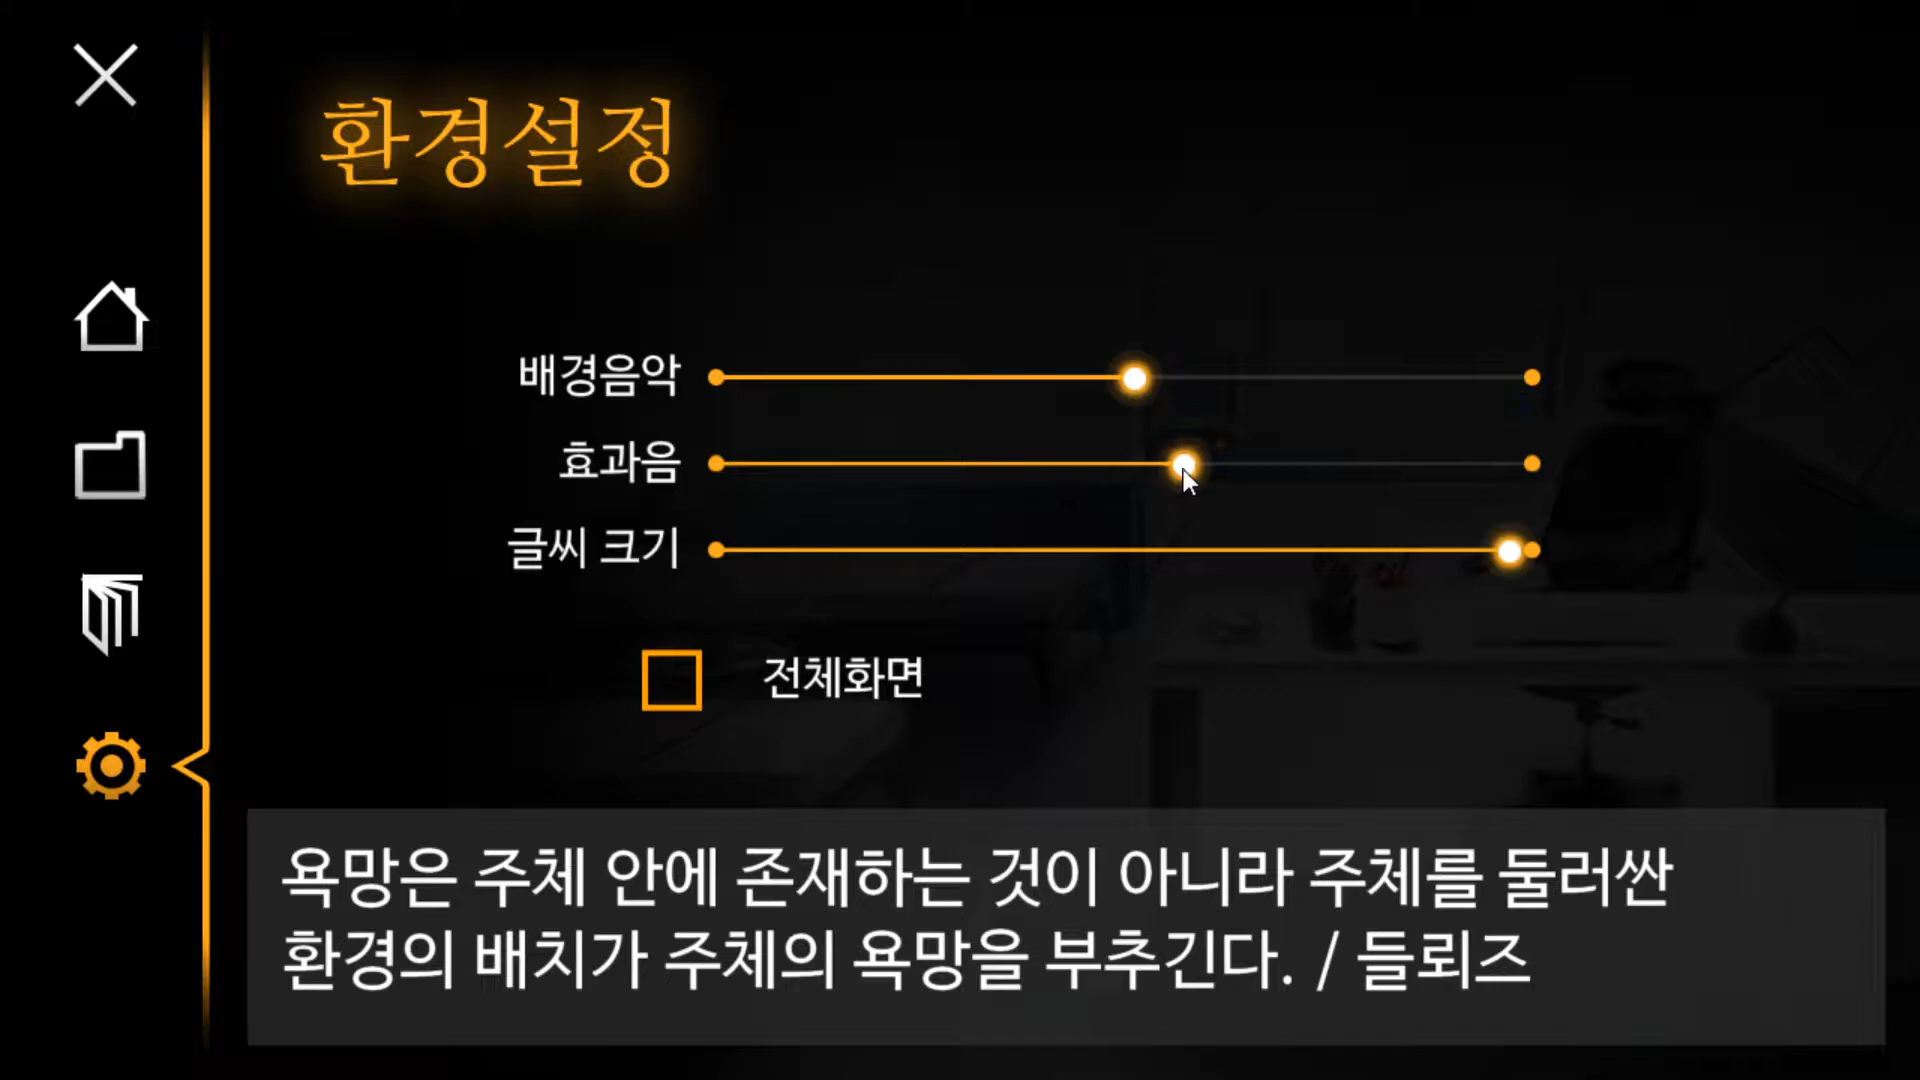 환경설정
배경음악
효과음
글씨 크기
전체화면
욕망은 주체 안에 존재하는 것이 아니라 주체를 둘러싼
환경의 배치가 주체의 욕망을 부추긴다. / 들뢰즈